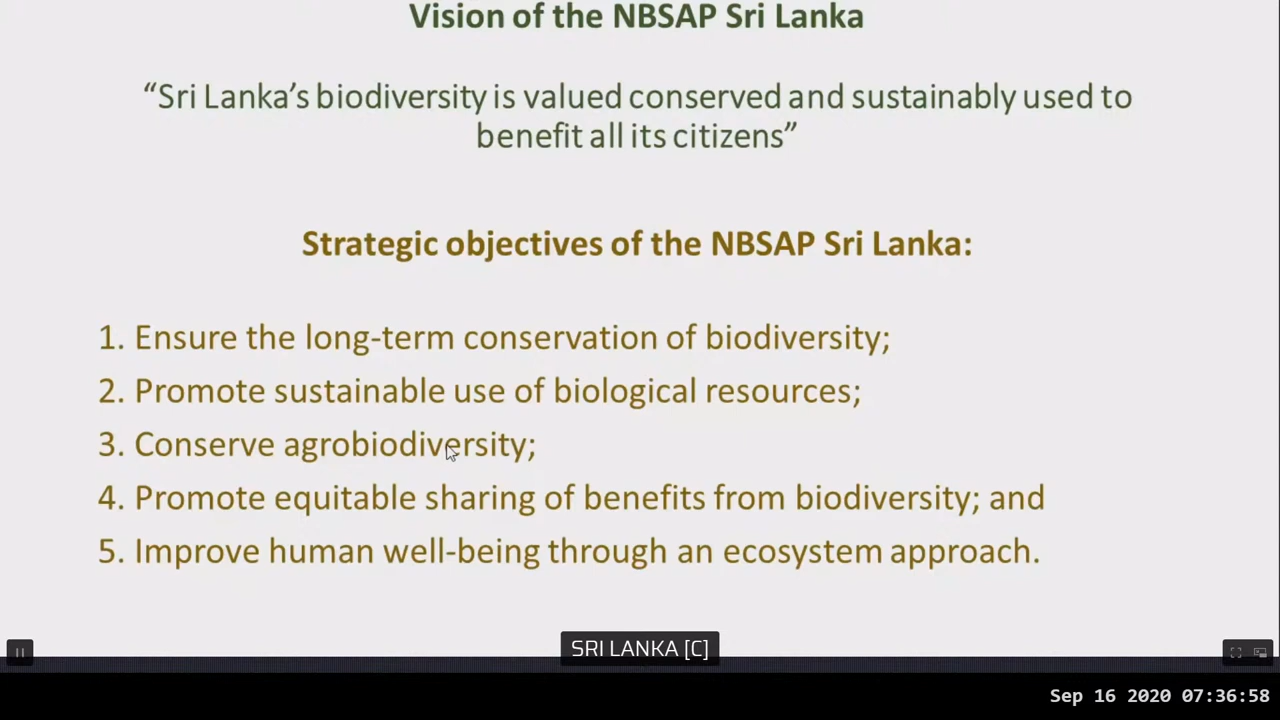 Vision of the NBSAP Sri Lanka
“Sri Lanka’s biodiversity is valued conserved and sustainably used to
benefit all its citizens”
Strategic objectives of the NBSAP Sri Lanka:
1. Ensure the long-term conservation of biodiversity;
2. Promote sustainable use of biological resources;
3. Conserve agrobiodiversity;
4. Promote equitable sharing of benefits from biodiversity; and
5. Improve human well-being through an ecosystem approach.
SRI LANKA [C]
Sep 16 2020 07:36:58